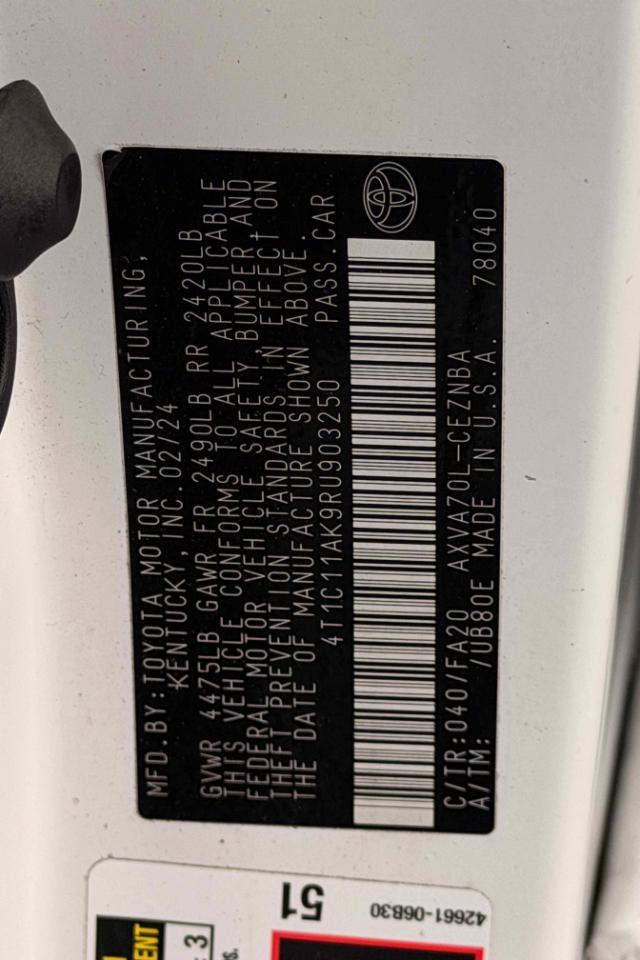 MFD. BY: TOYOTA MOTOR MANUFACTURING,
KENTUCKY, INC. 02/24
GVWR 4475LB GAWR FR 2490LB RR 2420LB
THIS VEHICLE CONFORMS TO ALL APPLICABLE
FEDERAL MOTOR VEHICLE SAFETY, BUMPER AND
THEFT PREVENTION STANDARDS IN EFFECT ON
THE DATE OF MANUFACTURE SHOWN ABOVE.
4T1C11AK9RU903250 PASS.CAR
C/TR:040/FA20 AXVA70L-CEZNBA
A/TM: /UB80E MADE IN U.S.A. 78040
51
42661-06B30